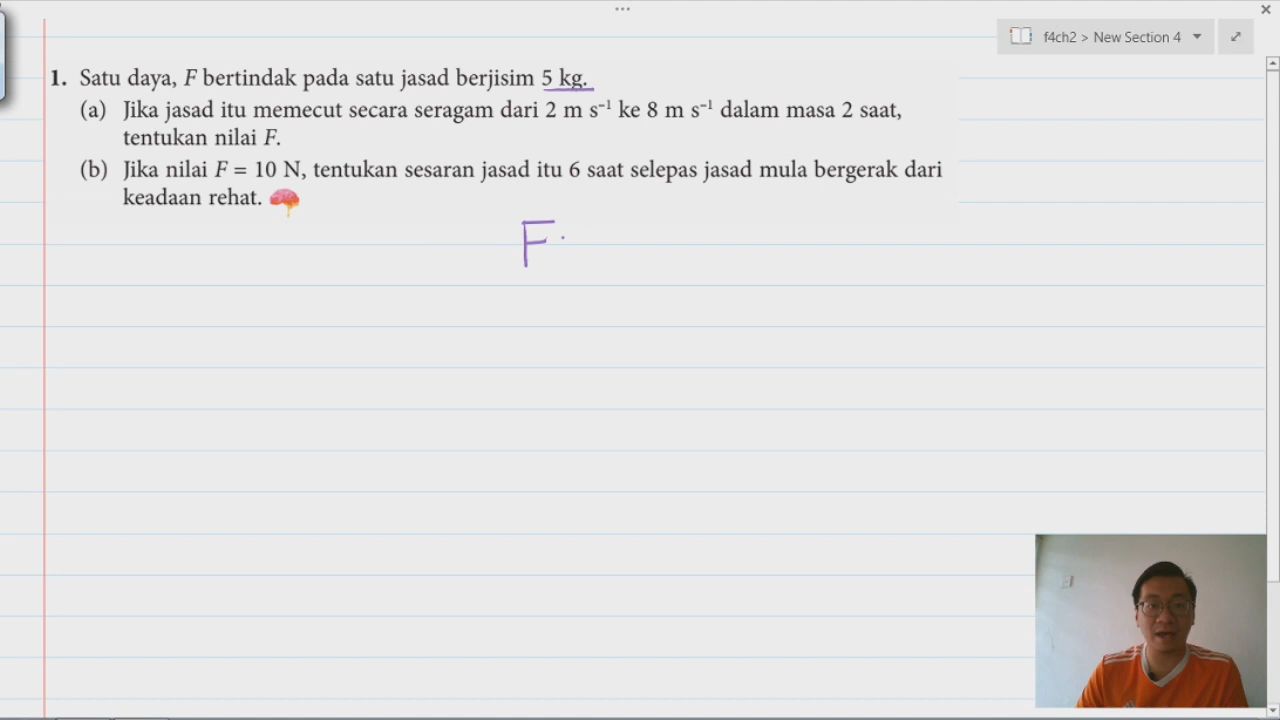 f4ch2 > New Section 4
1. Satu daya, F bertindak pada satu jasad berjisim 5 kg.
(a) Jika jasad itu memecut secara seragam dari 2 m s⁻¹ ke 8 m s⁻¹ dalam masa 2 saat,
tentukan nilai F.
(b) Jika nilai F = 10 N, tentukan sesaran jasad itu 6 saat selepas jasad mula bergerak dari
keadaan rehat.
F